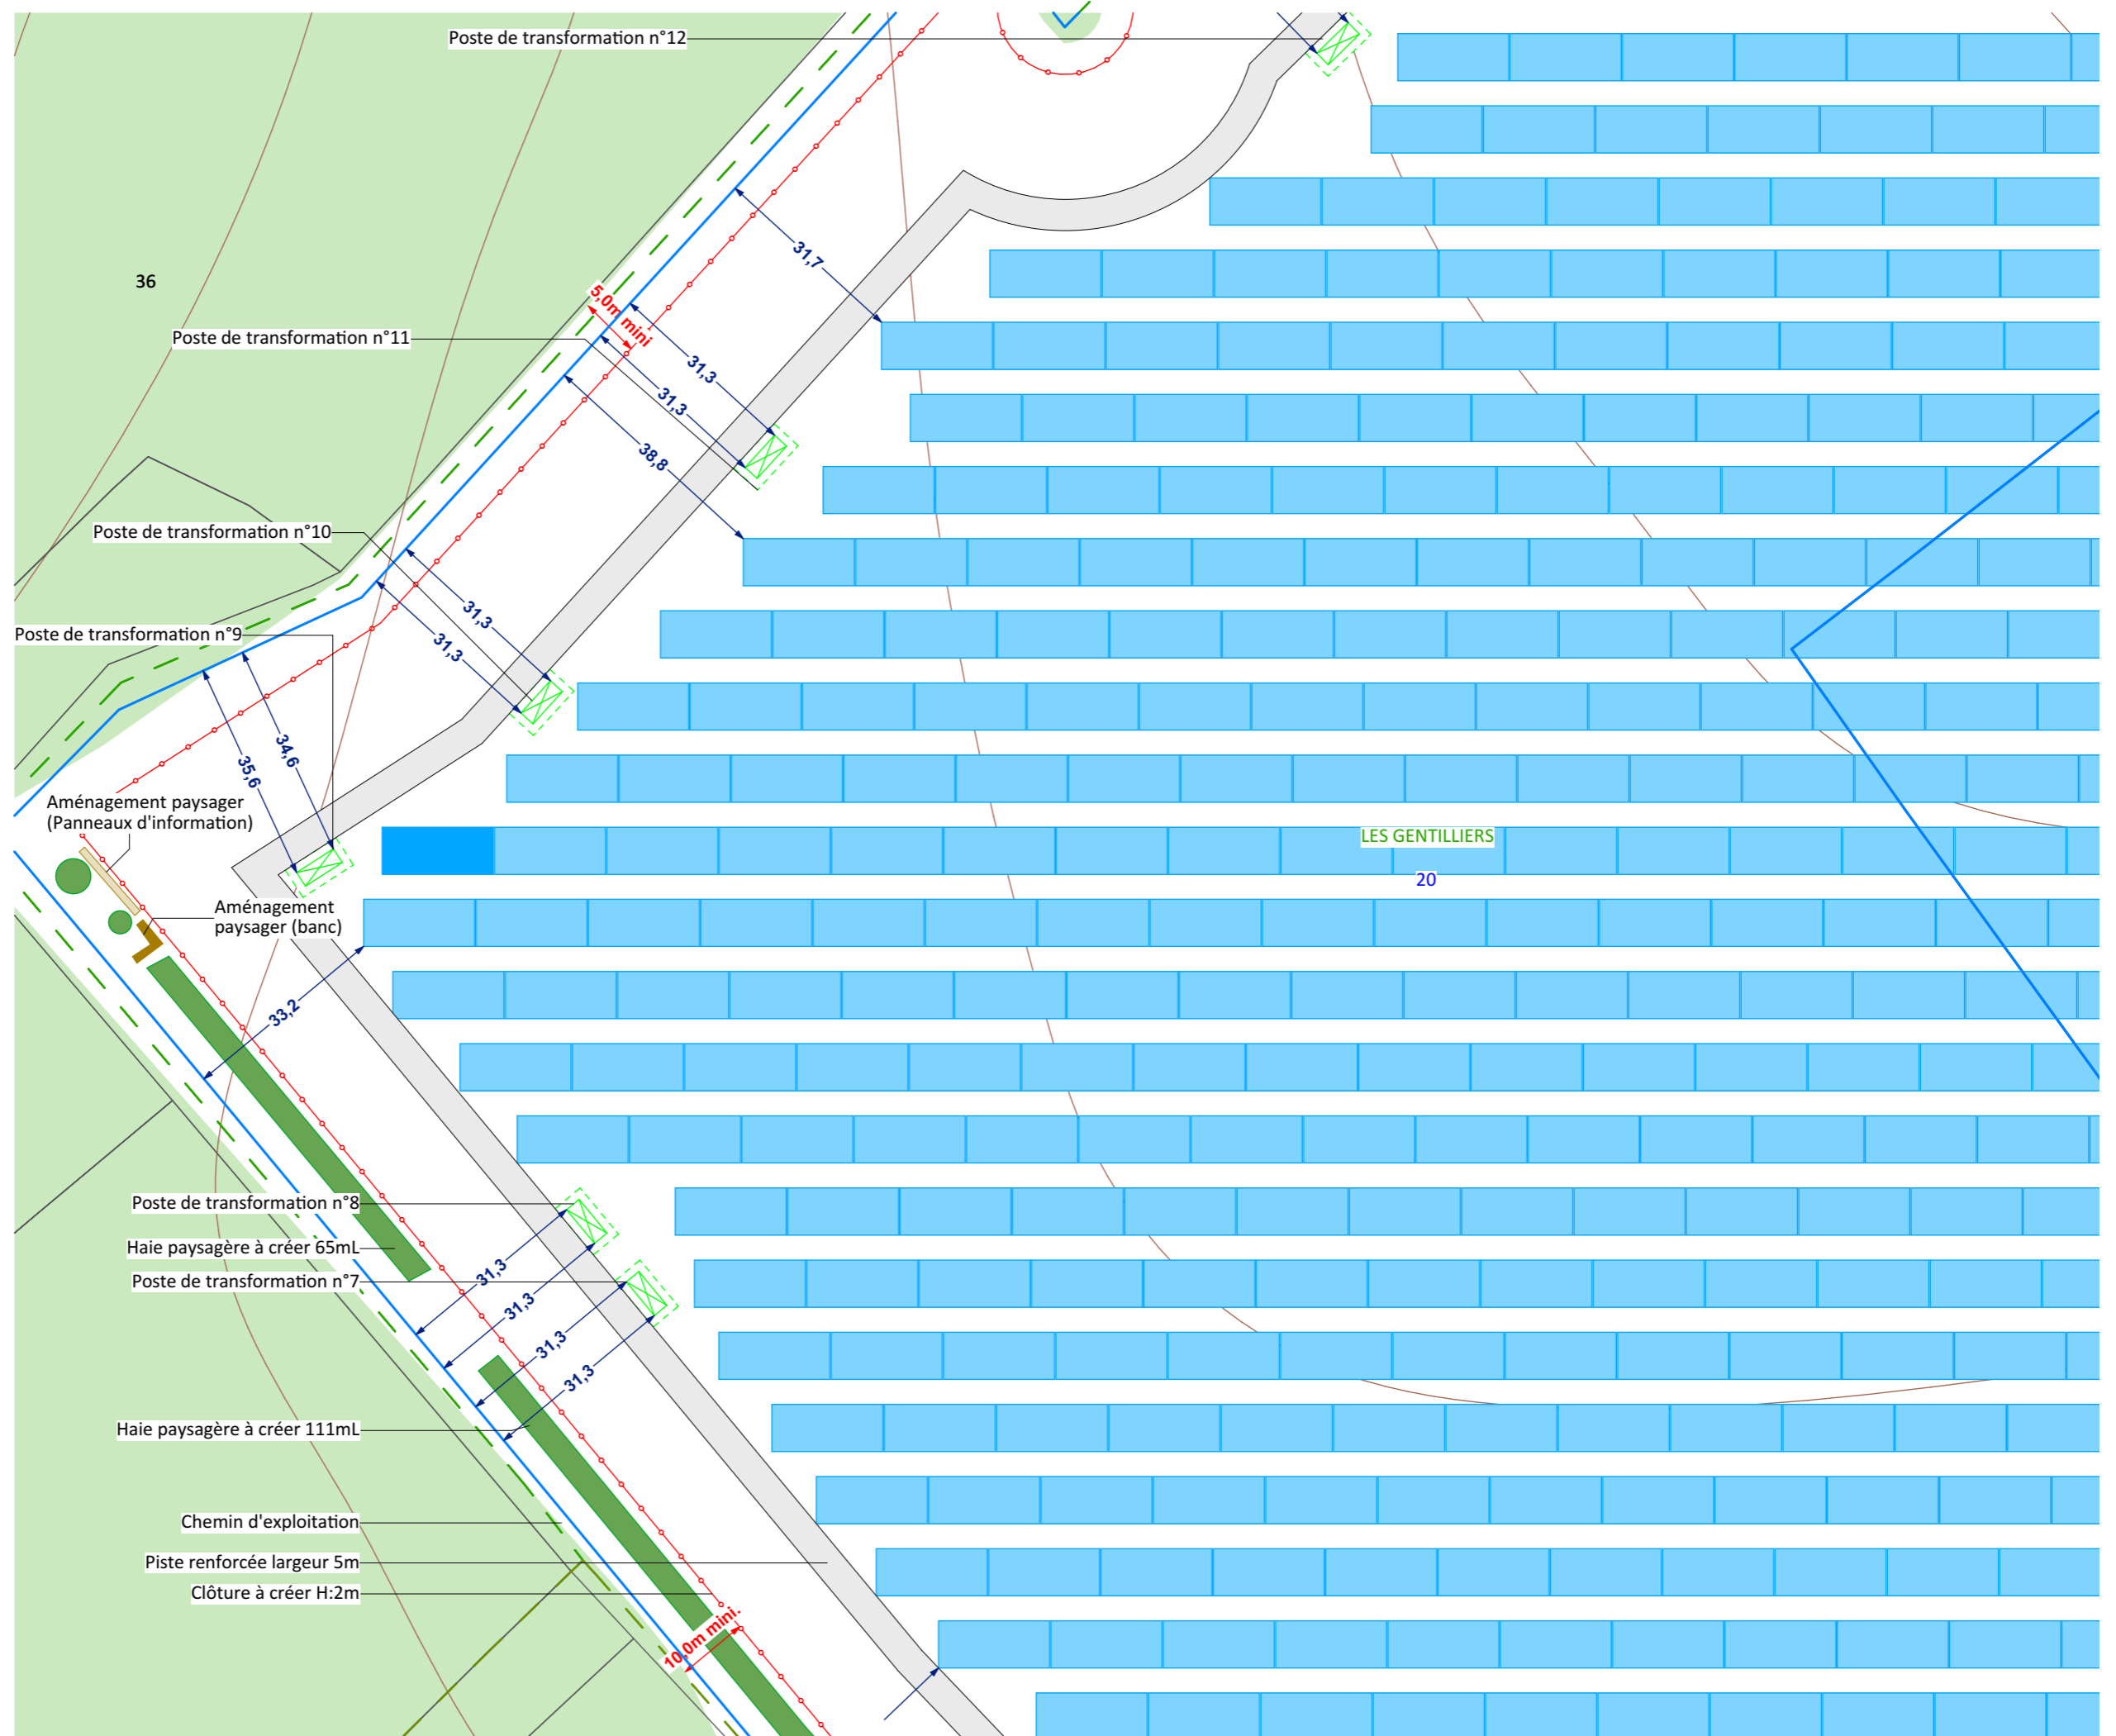 Poste de transformation n°12
31,7
36
5,0m mini
Poste de transformation n°11
31,3
31,3
38,8
Poste de transformation n°10
31,3
31,3
Poste de transformation n°9
34,6
35,6
Aménagement paysager
(Panneaux d'information)
LES GENTILLIERS
20
Aménagement
paysager (banc)
33,2
Poste de transformation n°8
Haie paysagère à créer 65mL
31,3
Poste de transformation n°7
31,3
31,3
31,3
Haie paysagère à créer 111mL
Chemin d'exploitation
Piste renforcée largeur 5m
Clôture à créer H:2m
10,0m mini.